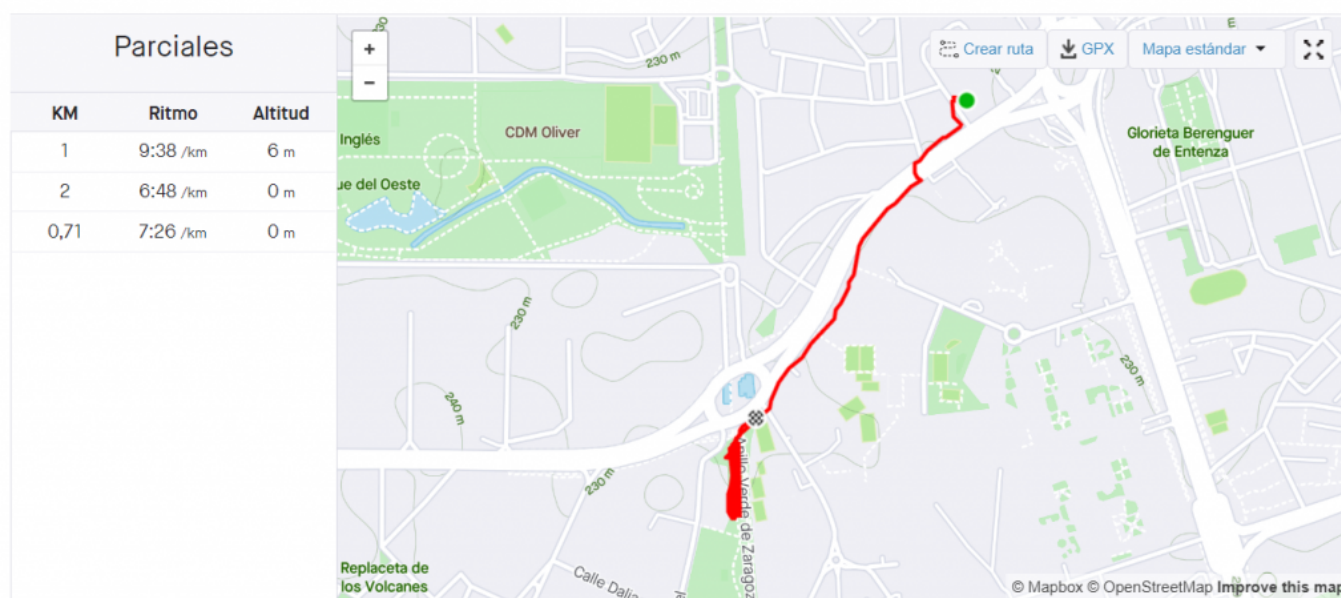 Parciales
KM Ritmo Altitud
1 9:38 /km 6 m
2 6:48 /km 0 m
0,71 7:26 /km 0 m
+
−
230 m
Crear ruta
GPX
Mapa estándar
Inglés
CDM Oliver
ue del Oeste
Glorieta Berenguer
de Entenza
230 m
230 m
240 m
230 m
Anillo Verde de Zaragoz
Replaceta de
los Volcanes
Calle Dalia
© Mapbox © OpenStreetMap Improve this map